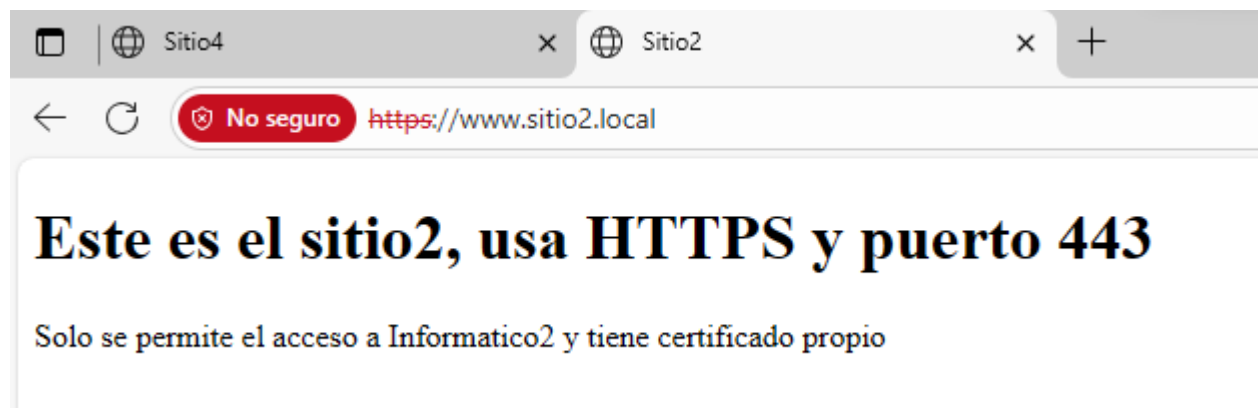 Sitio4
Sitio2
No seguro https://www.sitio2.local
Este es el sitio2, usa HTTPS y puerto 443
Solo se permite el acceso a Informatico2 y tiene certificado propio